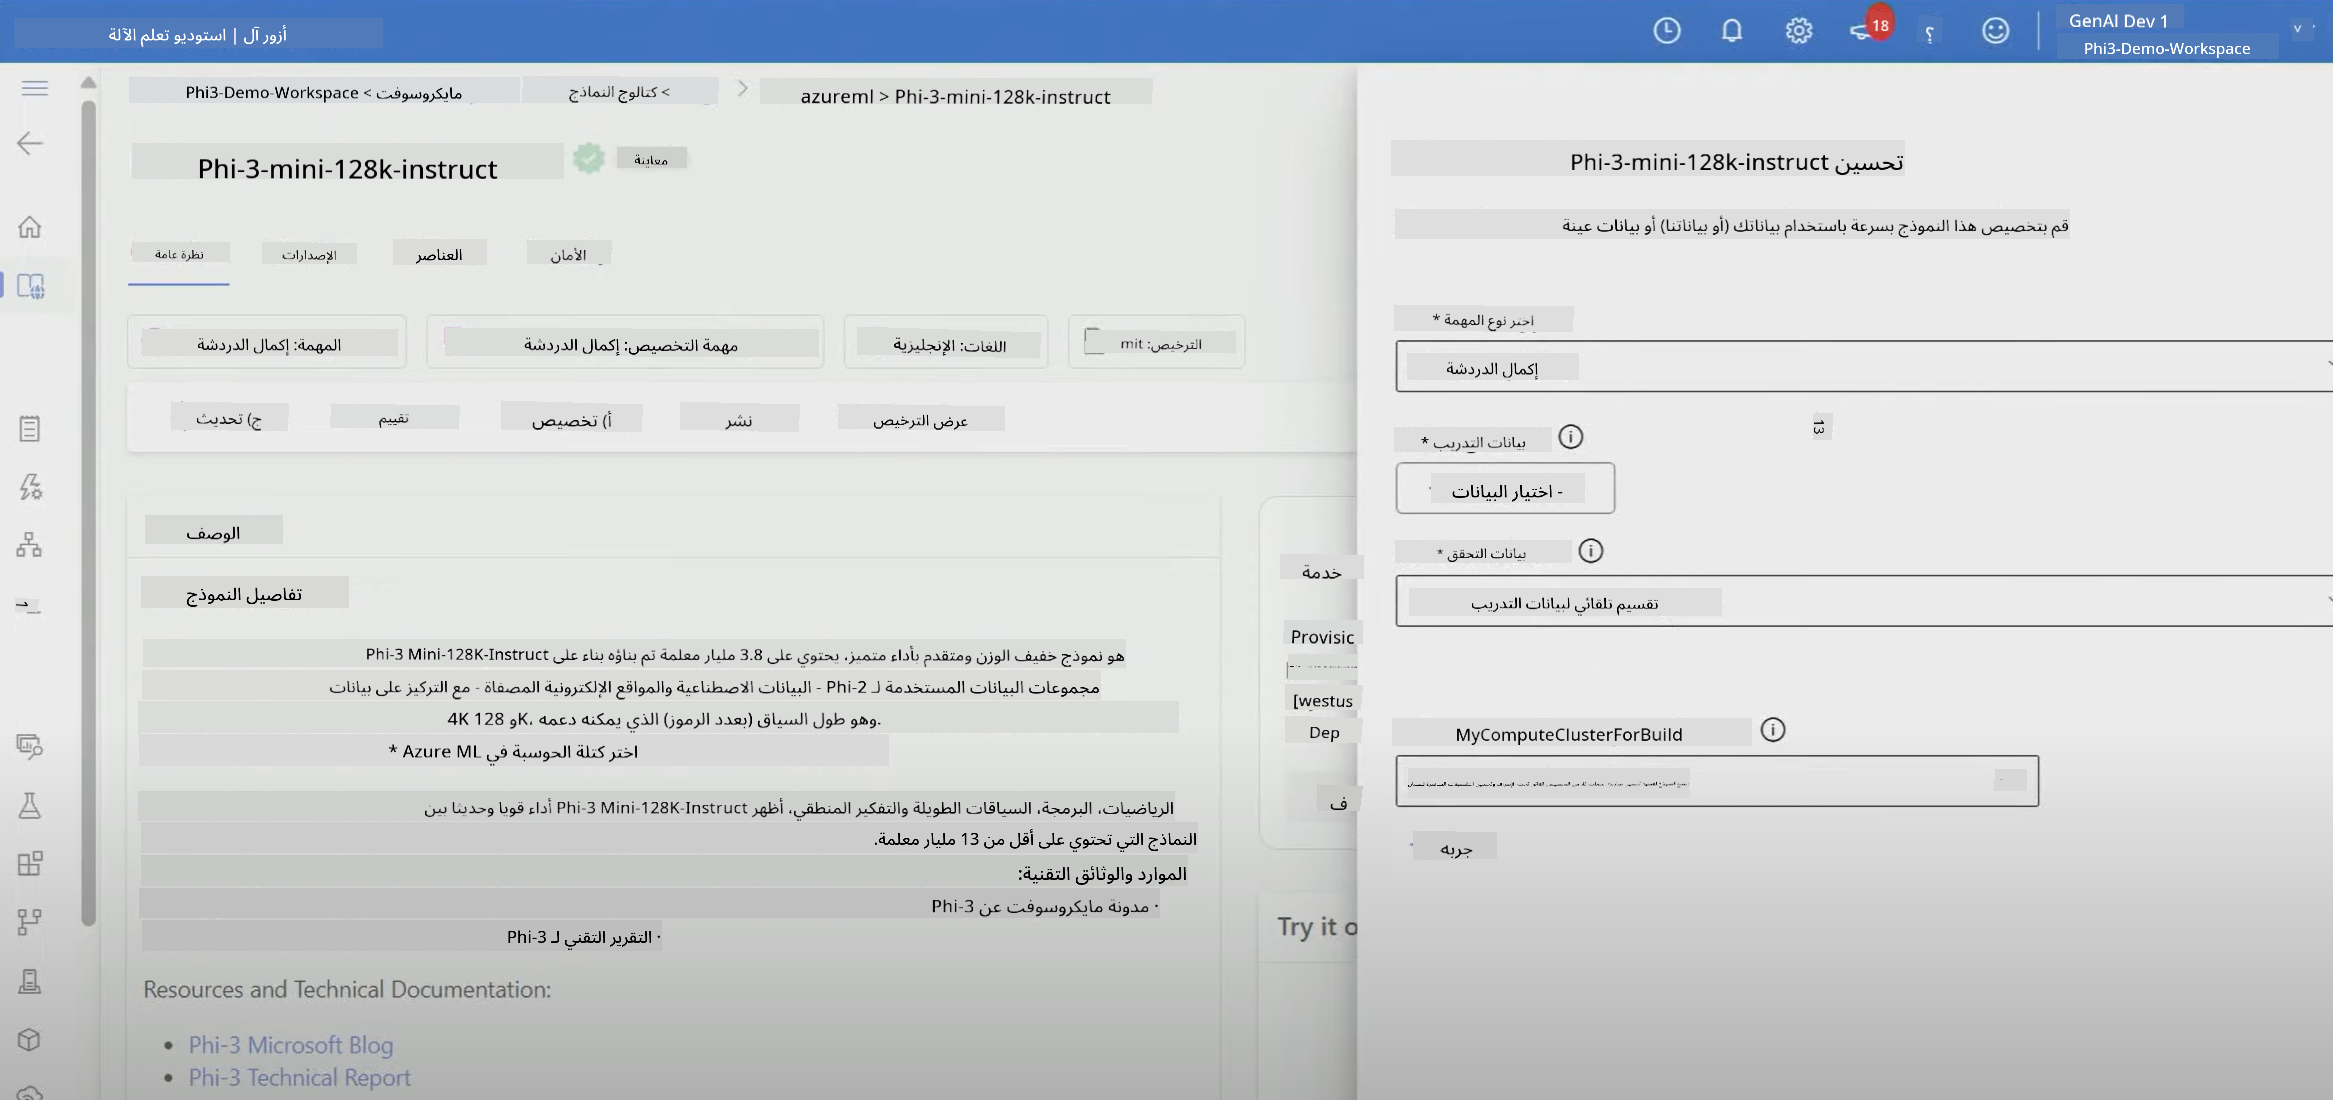 أزور آل | استوديو تعلم الآلة
18
؟
GenAI Dev 1
Phi3-Demo-Workspace
Phi3-Demo-Workspace > مايكروسوفت
كتالوج النماذج >
azureml > Phi-3-mini-128k-instruct
Phi-3-mini-128k-instruct
معاينة
نظرة عامة
الإصدارات
العناصر
الأمان
المهمة: إكمال الدردشة
مهمة التخصيص: إكمال الدردشة
اللغات: الإنجليزية
الترخيص: mit
ج) تحديث
تقييم
أ) تخصيص
نشر
عرض الترخيص
الوصف
تفاصيل النموذج
هو نموذج خفيف الوزن ومتقدم بأداء متميز، يحتوي على 3.8 مليار معلمة تم بناؤه بناء على Phi-3 Mini-128K-Instruct
مجموعات البيانات المستخدمة لـ Phi-2 - البيانات الاصطناعية والمواقع الإلكترونية المصفاة - مع التركيز على بيانات
4K و 128K، وهو طول السياق (بعدد الرموز) الذي يمكنه دعمه.
اختر كتلة الحوسبة في Azure ML *
الرياضيات، البرمجة، السياقات الطويلة والتفكير المنطقي، أظهر Phi-3 Mini-128K-Instruct أداء قويا وحديثا بين
النماذج التي تحتوي على أقل من 13 مليار معلمة.
الموارد والوثائق التقنية:
· مدونة مايكروسوفت عن Phi-3
· التقرير التقني لـ Phi-3
Resources and Technical Documentation:
• Phi-3 Microsoft Blog
• Phi-3 Technical Report
خدمة
Provisic
[westus
Dep
ف
Try it o
تحسين Phi-3-mini-128k-instruct
قم بتخصيص هذا النموذج بسرعة باستخدام بياناتك (أو بياناتنا) أو بيانات عينة
اختر نوع المهمة *
إكمال الدردشة
13
بيانات التدريب *
- اختيار البيانات
بيانات التحقق *
تقسيم تلقائي لبيانات التدريب
MyComputeClusterForBuild
جربه